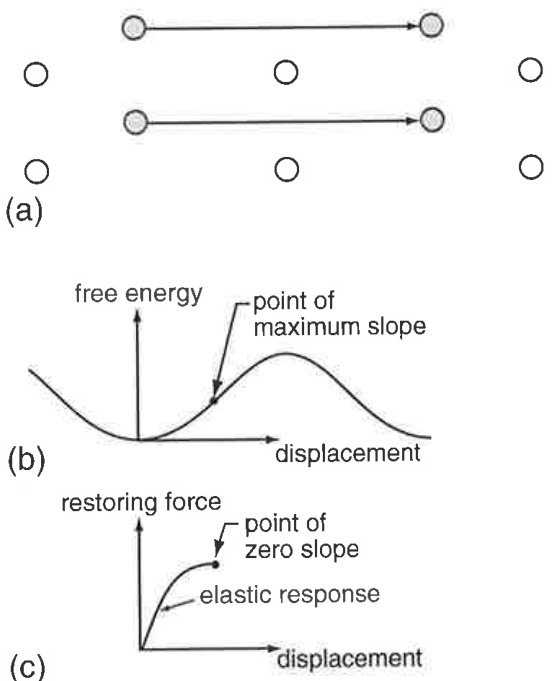 (a)
free energy
point of
maximum slope
displacement
(b)
restoring force
point of
zero slope
elastic response
displacement
(c)